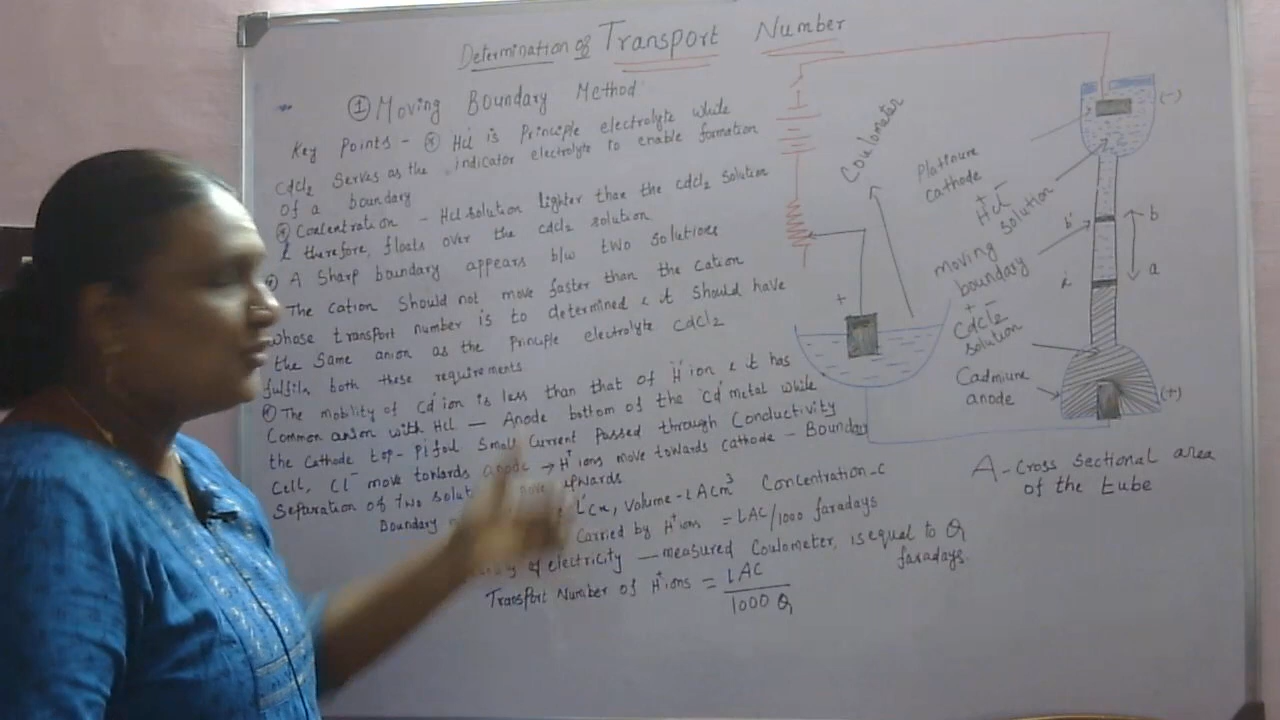 Determination of Transport Number
① Moving Boundary Method
Key Points - ⊛ Hcl is Principle electrolyte while
CdCl₂ Serves as the indicator electrolyte to enable formation
of a boundary
⊛ Concentration - Hcl solution lighter than the cdcl₂ solution
& therefore, floats over the cdcl₂ solution
A Sharp boundary appears b/w two solutions
The cation should not move faster than the cation
whose transport number is to determined & it should have
the same anion as the principle electrolyte CdCl₂
fulfils both these requirements
⊛ The mobility of Cd ion is less than that of H⁺ ion & it has
Common anion with Hcl — Anode bottom of the 'Cd' metal while
the Cathode top - Pt foil Small Current Passed through Conductivity
Cell, Cl⁻ move towards anode → H⁺ ions move towards cathode - Boundary
Separation of Two move upwards
Boundary 'L' cm, Volume - LA cm³ Concentration - C
Carried by H⁺ ions = LAC/1000 faradays
of electricity — measured Coulometer, is equal to Q
faradays.
Transport Number of H⁺ ions = LAC / 1000 Q
Coulometer
+
Platinum
cathode
(-)
+ -
Hcl
solution
moving
boundary
b'
b
a
+ -
CdCl₂
solution
Cadmium
anode
(+)
A - Cross Sectional area
of the tube